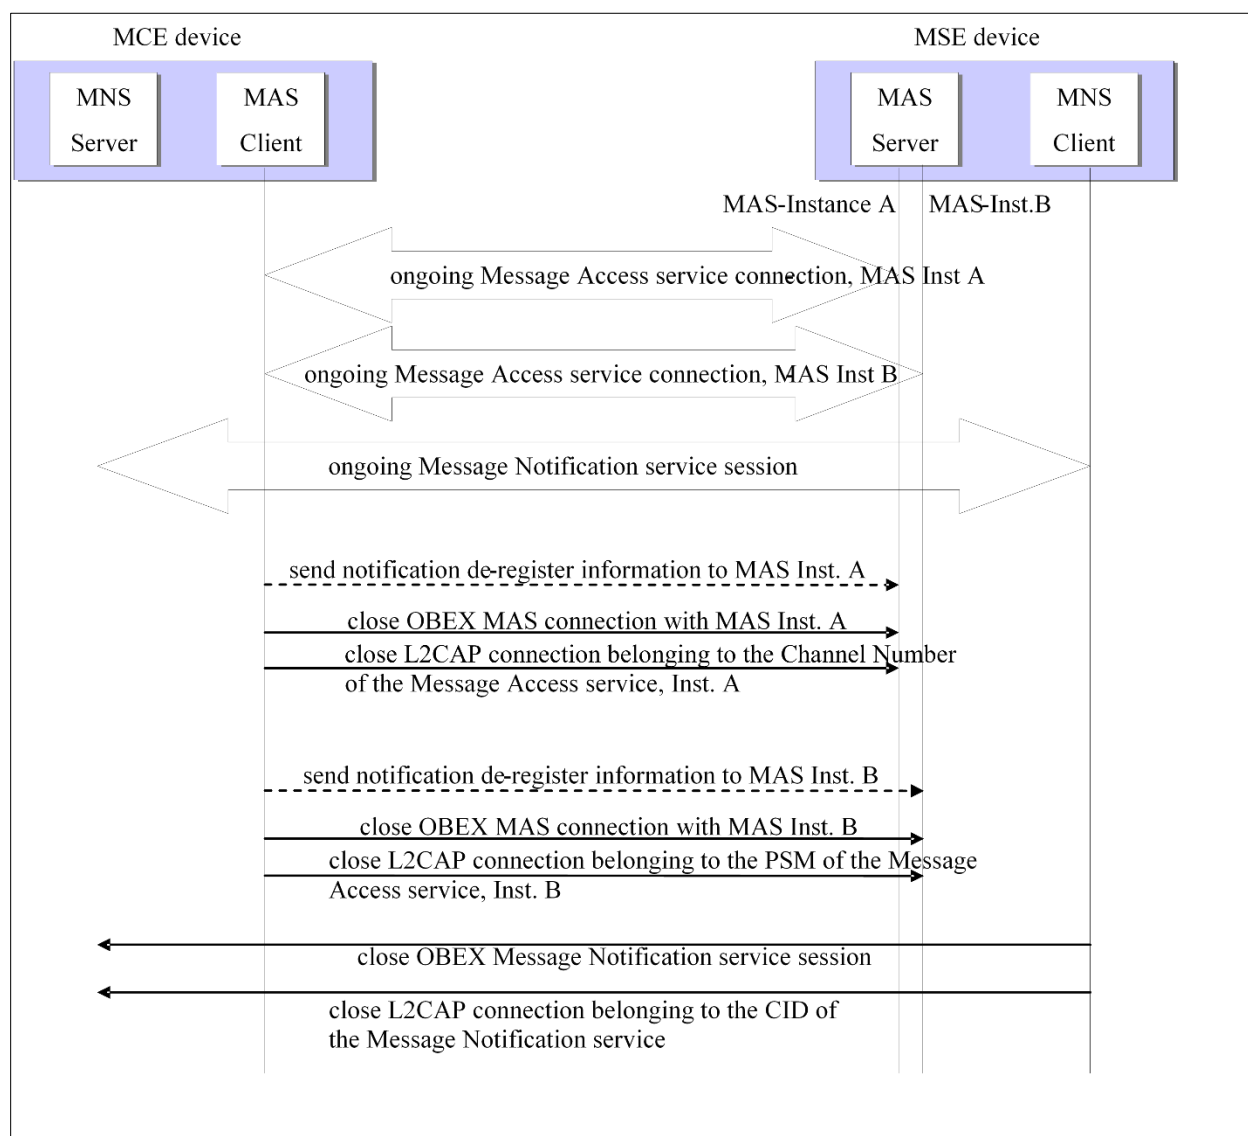 MCE device
MSE device
MNS
Server
MAS
Client
MAS
Server
MNS
Client
MAS-Instance A
MAS-Inst.B
ongoing Message Access service connection, MAS Inst A
ongoing Message Access service connection, MAS Inst B
ongoing Message Notification service session
send notification de-register information to MAS Inst. A
close OBEX MAS connection with MAS Inst. A
close L2CAP connection belonging to the Channel Number
of the Message Access service, Inst. A
send notification de-register information to MAS Inst. B
close OBEX MAS connection with MAS Inst. B
close L2CAP connection belonging to the PSM of the Message
Access service, Inst. B
close OBEX Message Notification service session
close L2CAP connection belonging to the CID of
the Message Notification service